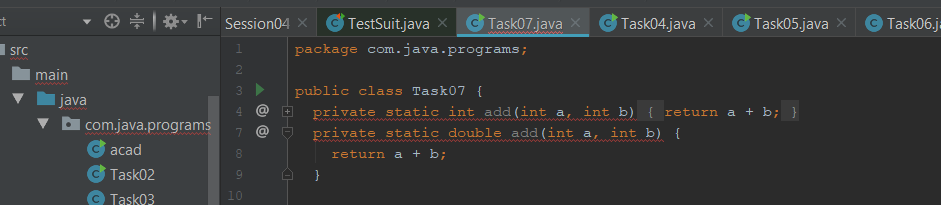 ct
Session04
TestSuit.java
Task07.java
Task04.java
Task05.java
Task06.j
src
main
java
com.java.programs
acad
Task02
Task03
1 package com.java.programs;
2
3 public class Task07 {
4 @ private static int add(int a, int b) { return a + b; }
7 @ private static double add(int a, int b) {
8 return a + b;
9 }
10